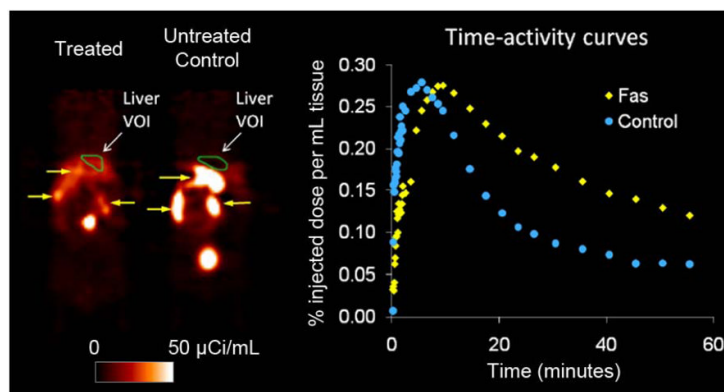 Treated
Untreated
Control
Liver
VOI
Liver
VOI
0
50 μCi/mL
Time-activity curves
% injected dose per mL tissue
0.30
0.25
0.20
0.15
0.10
0.05
0.00
Fas
Control
0
20
40
60
Time (minutes)